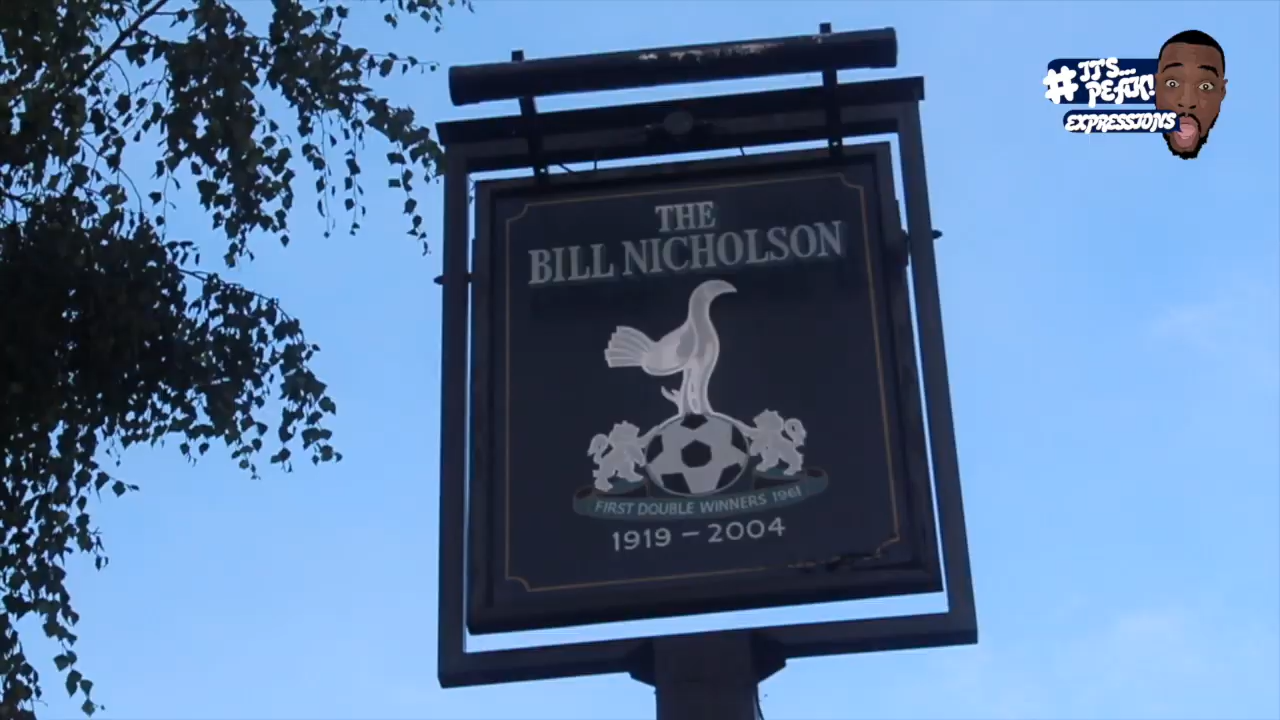 #IT'S...
PEAK!
EXPRESSIONS
THE
BILL NICHOLSON
FIRST DOUBLE WINNERS 1961
1919 - 2004